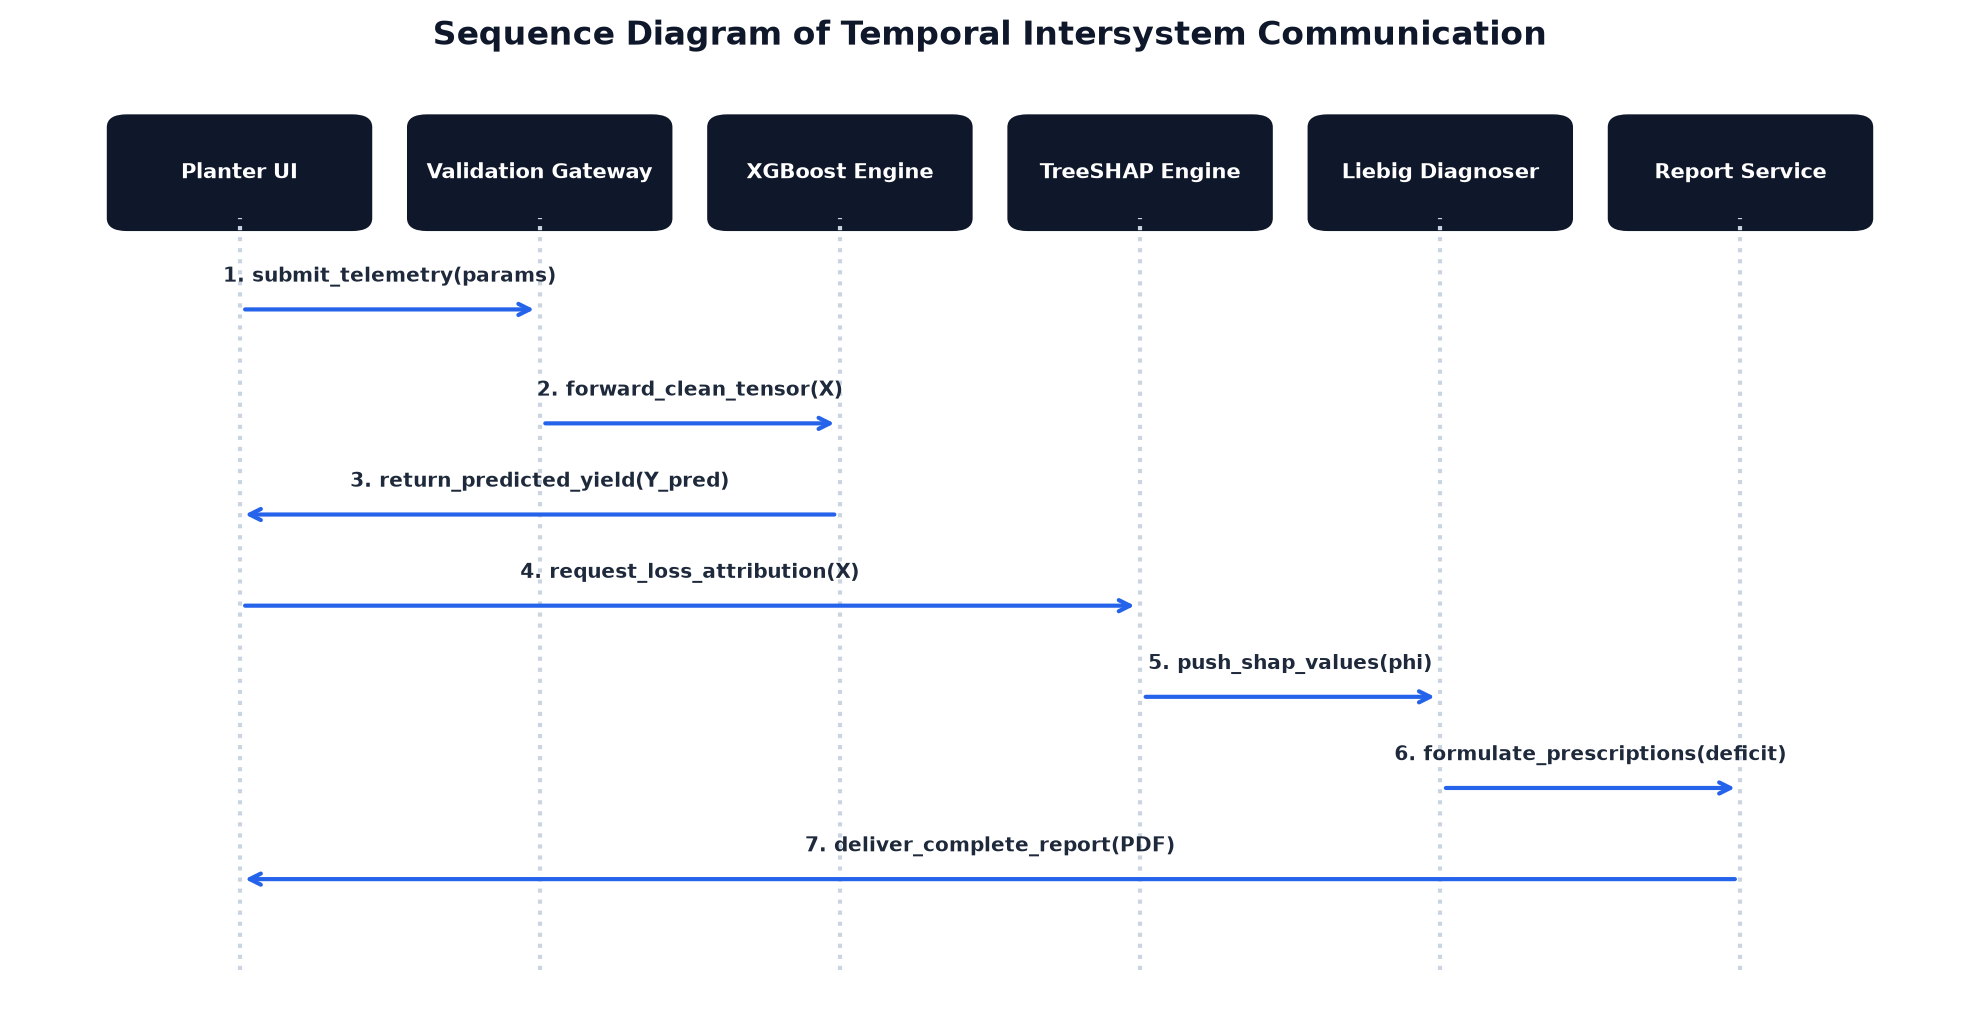 Sequence Diagram of Temporal Intersystem Communication
Planter UI
Validation Gateway
XGBoost Engine
TreeSHAP Engine
Liebig Diagnoser
Report Service
1. submit_telemetry(params)
2. forward_clean_tensor(X)
3. return_predicted_yield(Y_pred)
4. request_loss_attribution(X)
5. push_shap_values(phi)
6. formulate_prescriptions(deficit)
7. deliver_complete_report(PDF)